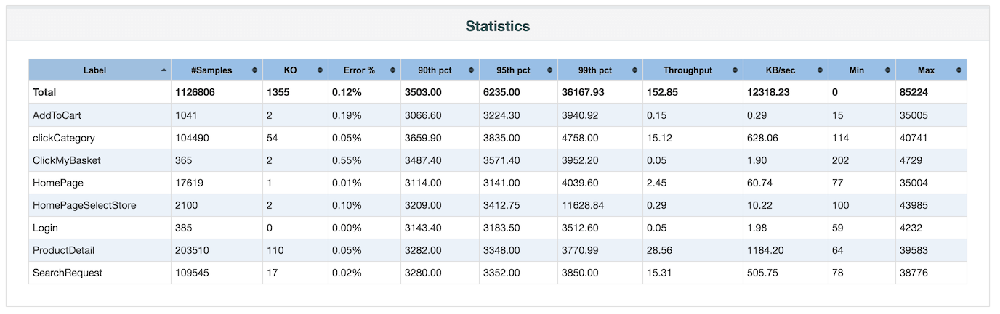 Statistics
Label #Samples KO Error % 90th pct 95th pct 99th pct Throughput KB/sec Min Max
Total 1126806 1355 0.12% 3503.00 6235.00 36167.93 152.85 12318.23 0 85224
AddToCart 1041 2 0.19% 3066.60 3224.30 3940.92 0.15 0.29 15 35005
clickCategory 104490 54 0.05% 3659.90 3835.00 4758.00 15.12 628.06 114 40741
ClickMyBasket 365 2 0.55% 3487.40 3571.40 3952.20 0.05 1.90 202 4729
HomePage 17619 1 0.01% 3114.00 3141.00 4039.60 2.45 60.74 77 35004
HomePageSelectStore 2100 2 0.10% 3209.00 3412.75 11628.84 0.29 10.22 100 43985
Login 385 0 0.00% 3143.40 3183.50 3512.60 0.05 1.98 59 4232
ProductDetail 203510 110 0.05% 3282.00 3348.00 3770.99 28.56 1184.20 64 39583
SearchRequest 109545 17 0.02% 3280.00 3352.00 3850.00 15.31 505.75 78 38776